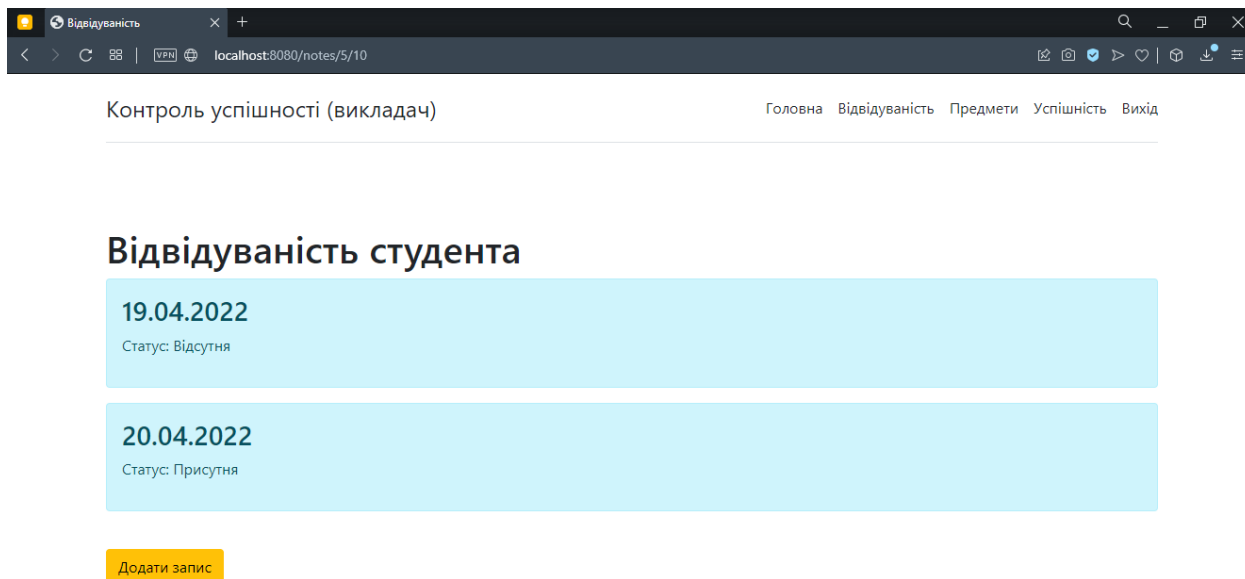 Відвідуваність
VPN localhost:8080/notes/5/10
Контроль успішності (викладач) Головна Відвідуваність Предмети Успішність Вихід
Відвідуваність студента
19.04.2022
Статус: Відсутня
20.04.2022
Статус: Присутня
Додати запис